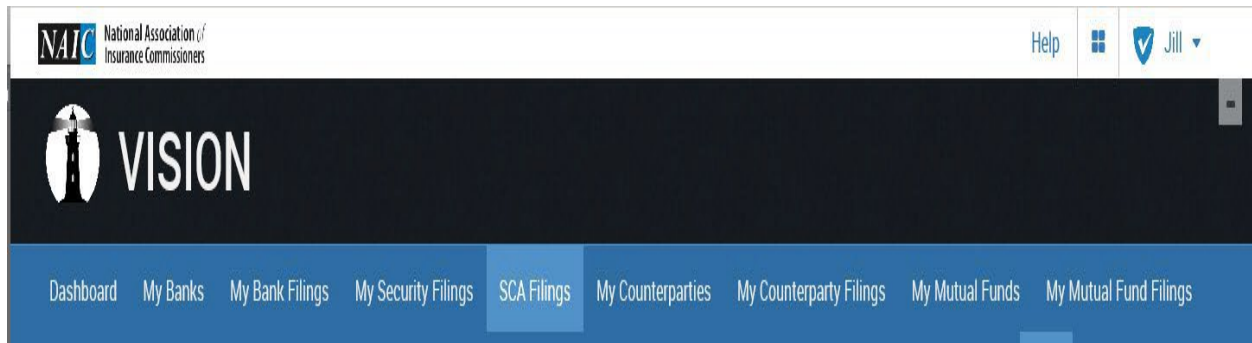 NAIC National Association of
Insurance Commissioners
Help
Jill
VISION
Dashboard My Banks My Bank Filings My Security Filings SCA Filings My Counterparties My Counterparty Filings My Mutual Funds My Mutual Fund Filings